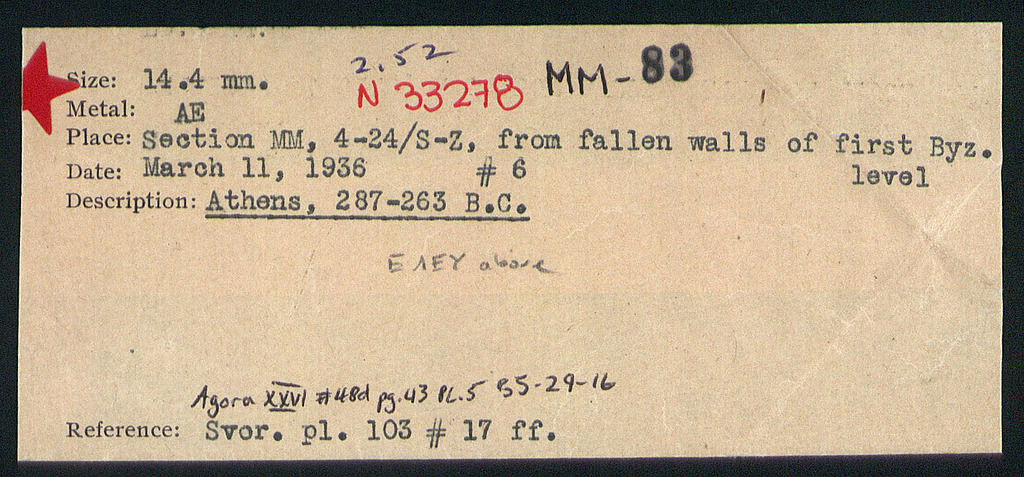 2.52
Size: 14.4 mm. N 33278 MM-83
Metal: AE
Place: Section MM, 4-24/S-Z, from fallen walls of first Byz.
level
Date: March 11, 1936 # 6
Description: Athens, 287-263 B.C.
ΕΛΕΥ above
Agora XXVI #48d pg.43 PL.5 B5-29-16
Reference: Svor. pl. 103 # 17 ff.